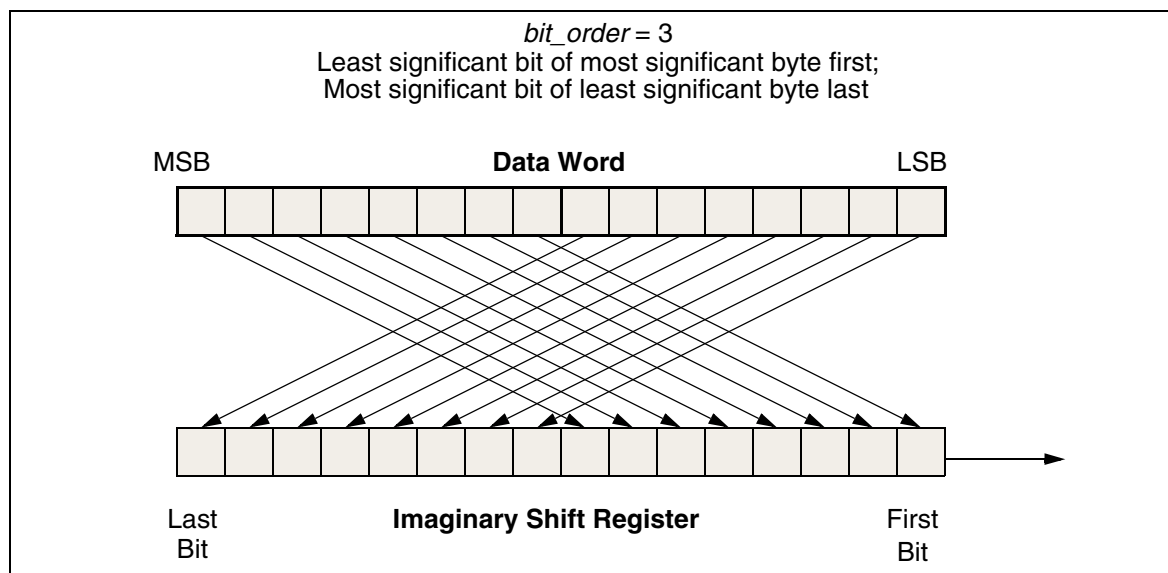 bit_order = 3
Least significant bit of most significant byte first;
Most significant bit of least significant byte last
MSB
Data Word
LSB
Last
Bit
Imaginary Shift Register
First
Bit